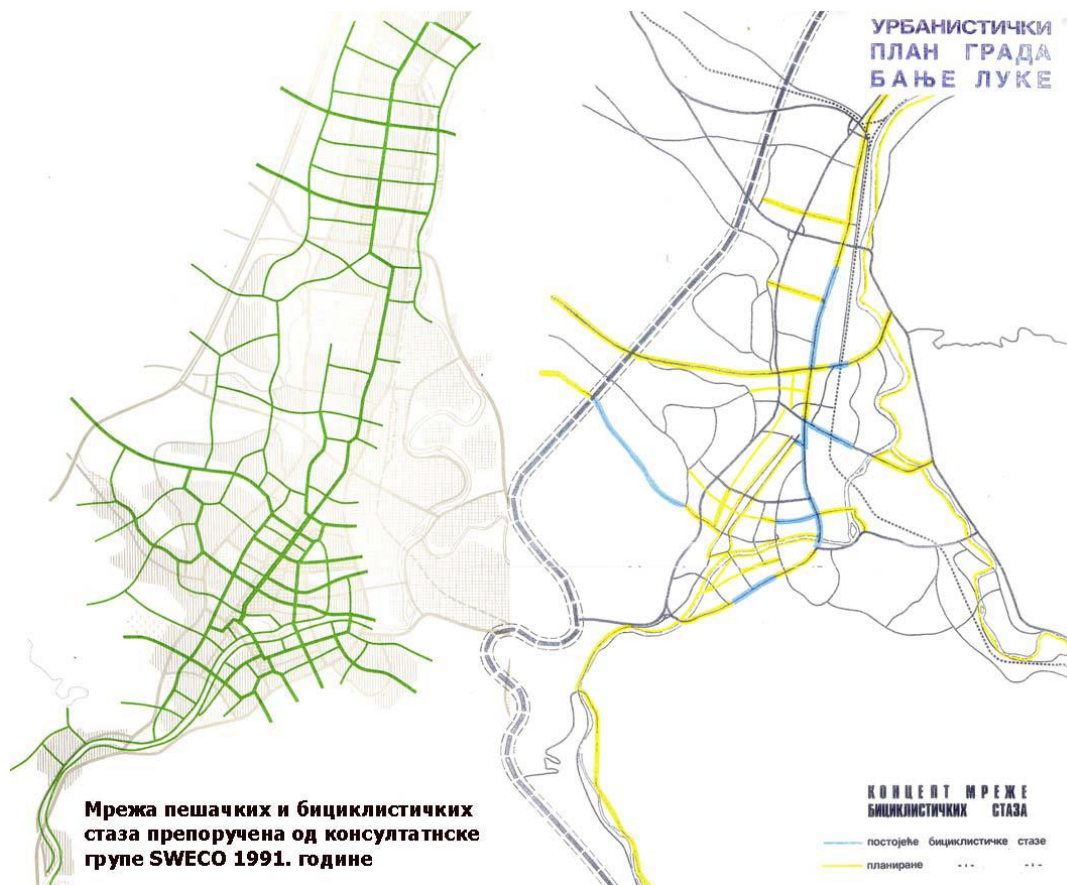 УРБАНИСТИЧКИ
ПЛАН ГРАДА
БАЊЕ ЛУКЕ
Мрежа пешачких и бициклистичких
стаза препоручена од консултатнске
групе SWECO 1991. године
КОНЦЕПТ МРЕЖЕ
БИЦИКЛИСТИЧКИХ СТАЗА
постојеће бициклистичке стазе
планиране -·- -·-